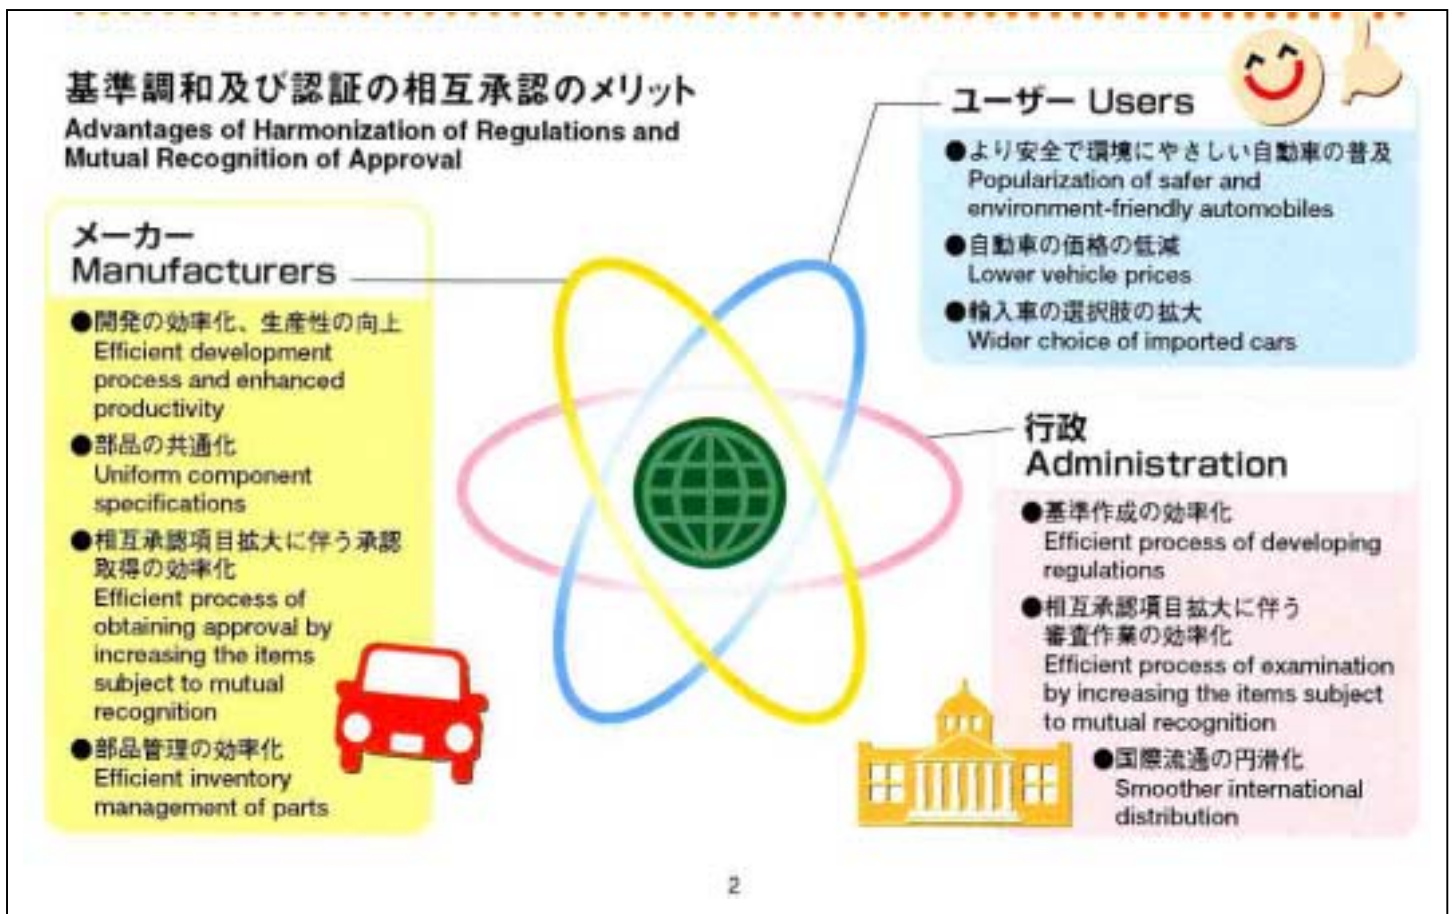 基準調和及び認証の相互承認のメリット
Advantages of Harmonization of Regulations and
Mutual Recognition of Approval
メーカー
Manufacturers
●開発の効率化、生産性の向上
Efficient development
process and enhanced
productivity
●部品の共通化
Uniform component
specifications
●相互承認項目拡大に伴う承認
取得の効率化
Efficient process of
obtaining approval by
increasing the items
subject to mutual
recognition
●部品管理の効率化
Efficient inventory
management of parts
ユーザー Users
●より安全で環境にやさしい自動車の普及
Popularization of safer and
environment-friendly automobiles
●自動車の価格の低減
Lower vehicle prices
●輸入車の選択肢の拡大
Wider choice of imported cars
行政
Administration
●基準作成の効率化
Efficient process of developing
regulations
●相互承認項目拡大に伴う
審査作業の効率化
Efficient process of examination
by increasing the items subject
to mutual recognition
●国際流通の円滑化
Smoother international
distribution
2